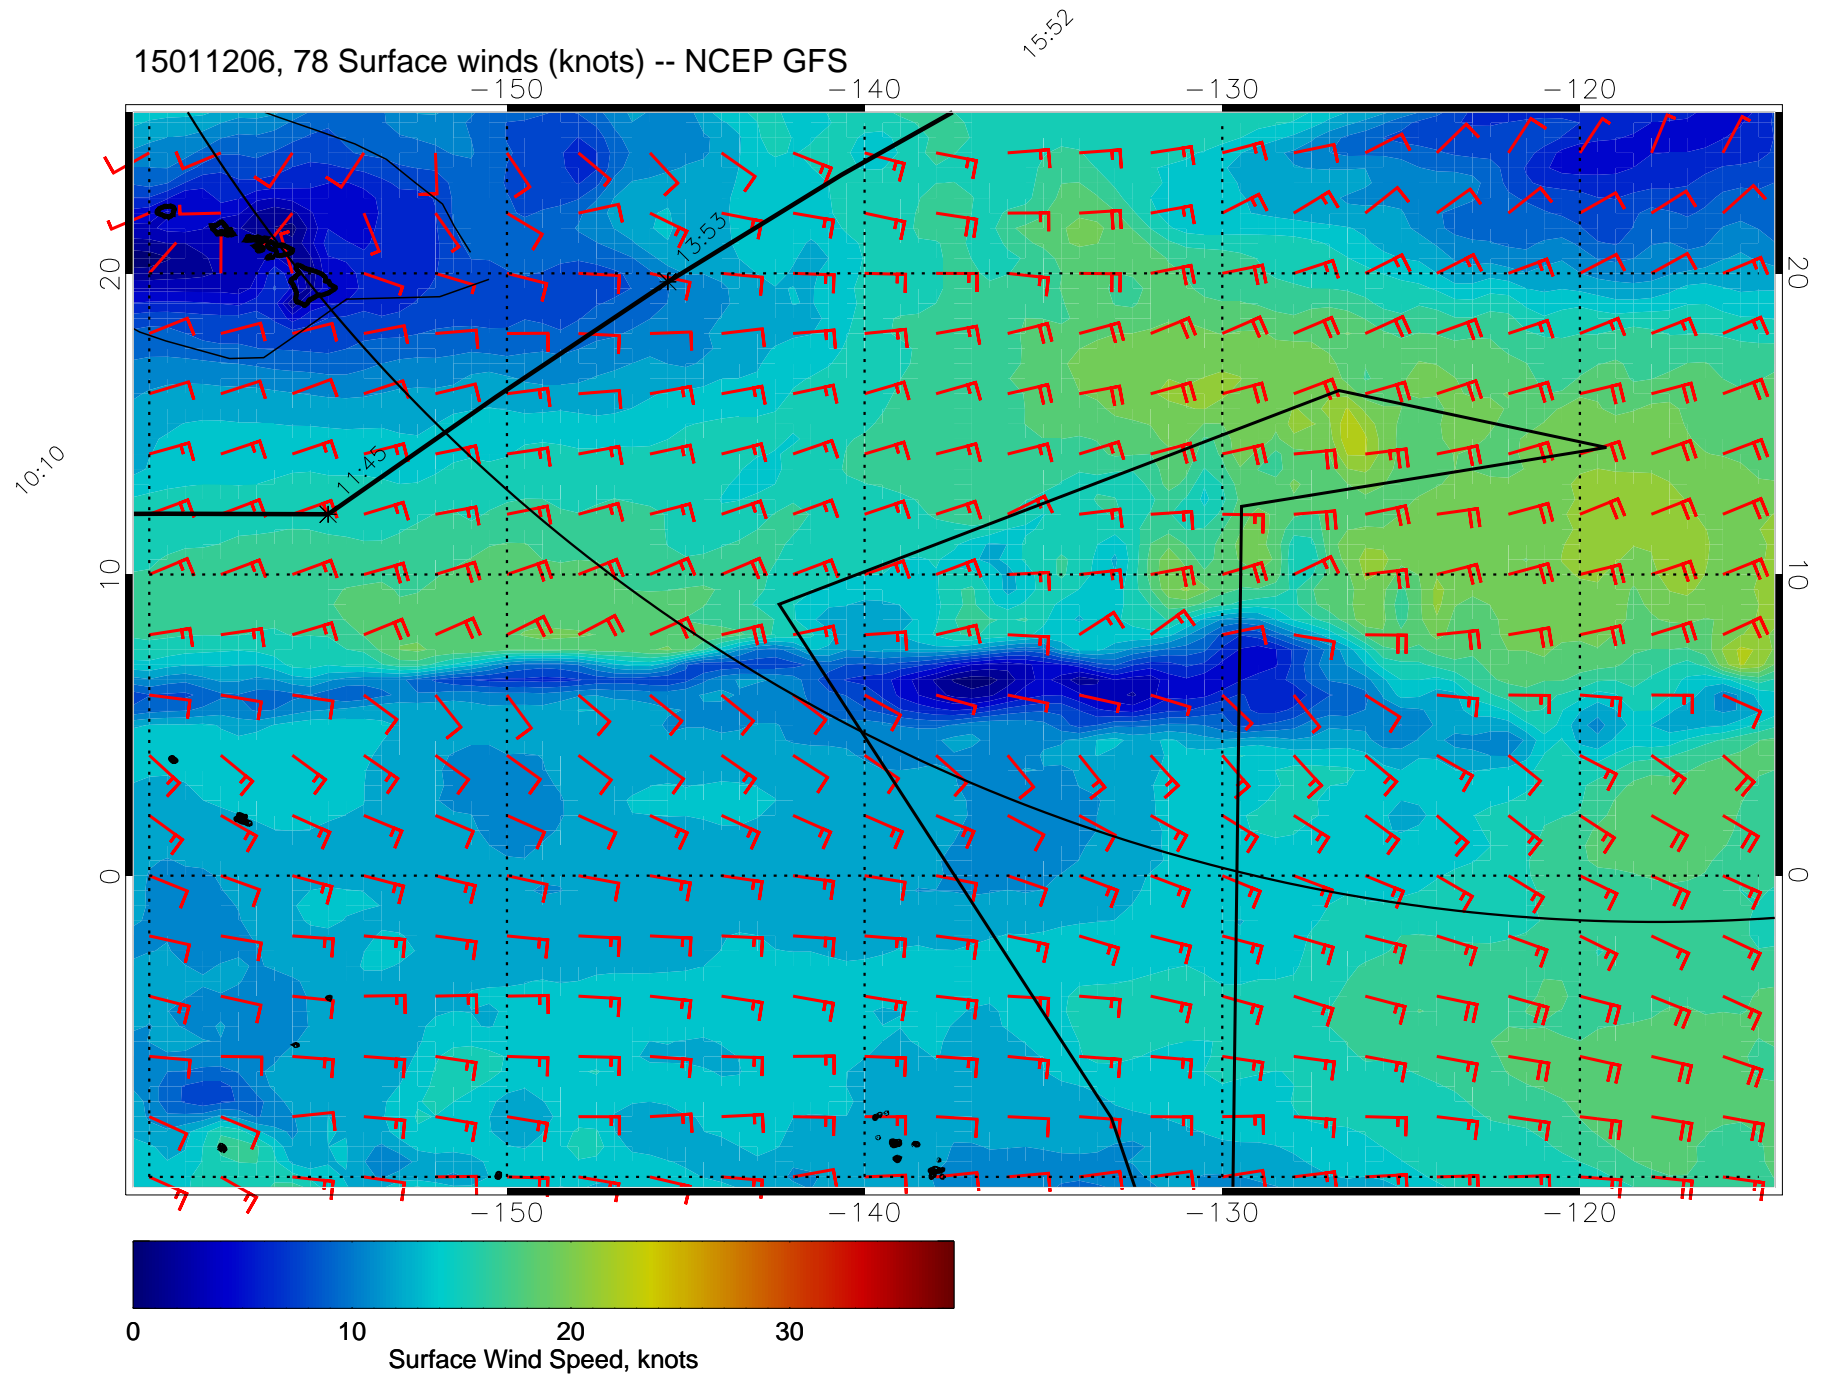 15:52
15011206, 78 Surface winds (knots) -- NCEP GFS
−150 −140 −130 −120
13:53
20 20
11:45
10:10
10 10
0 0
−150 −140 −130 −120
0 10 20 30
Surface Wind Speed, knots